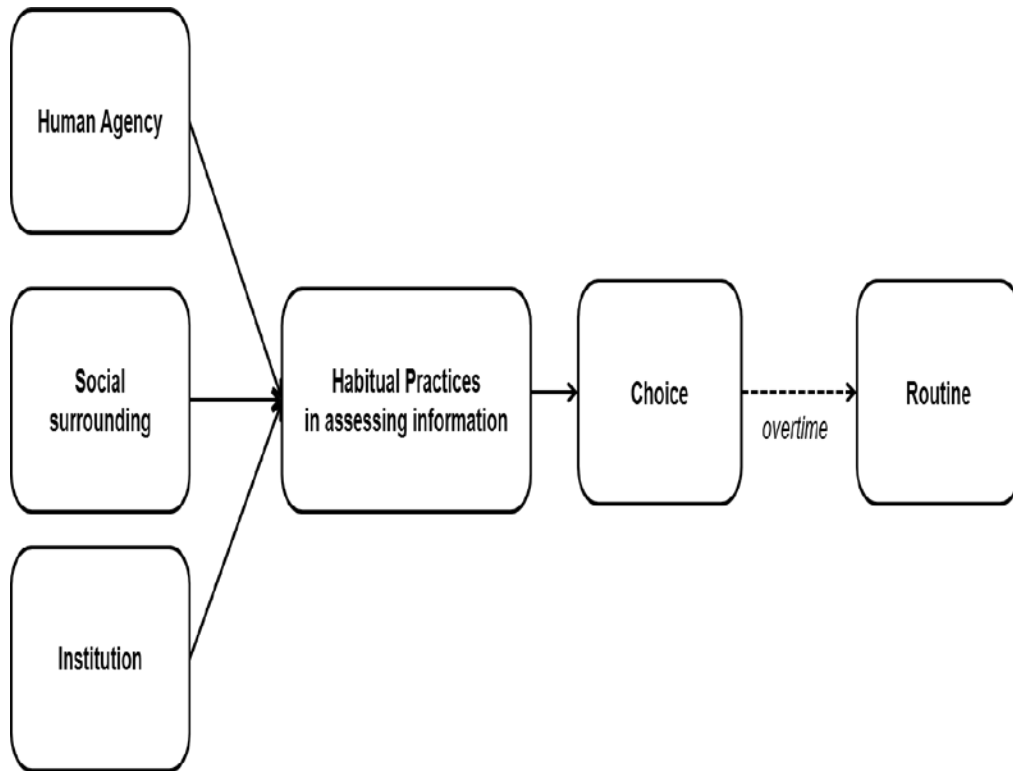 Human Agency
Social
surrounding
Institution
Habitual Practices
in assessing information
Choice
overtime
Routine